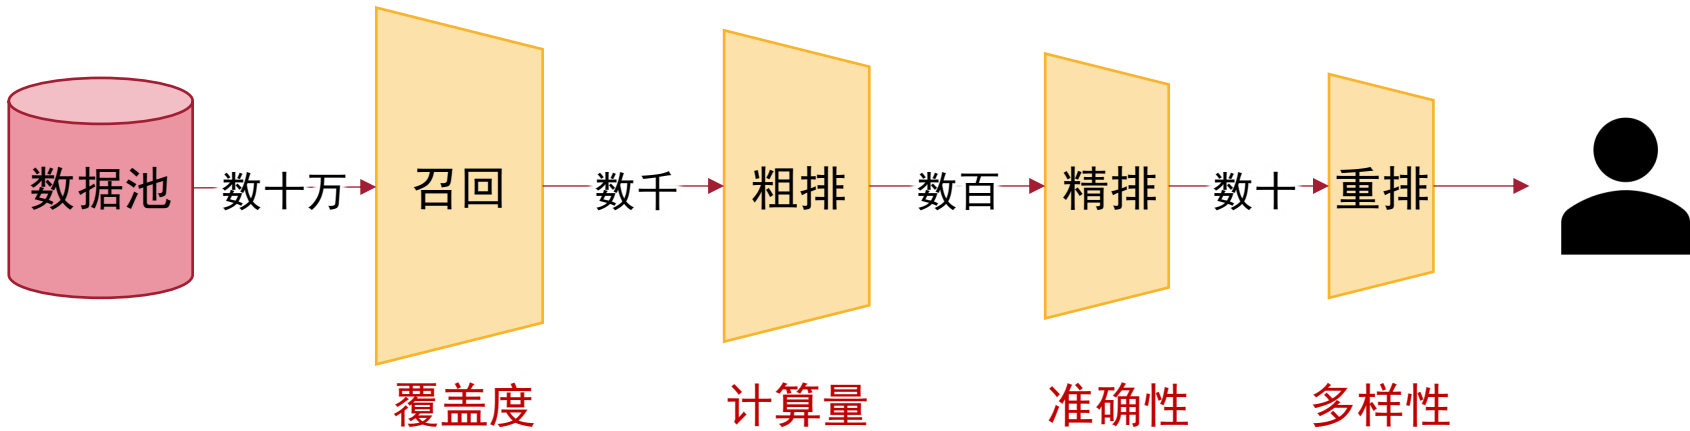 数据池
数十万
召回
数千
粗排
数百
精排
数十
重排
覆盖度
计算量
准确性
多样性